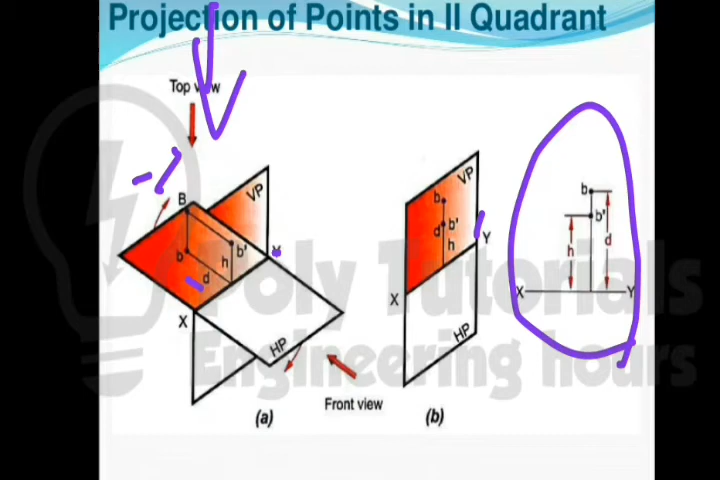 Projection of Points in II Quadrant
Top view
B
VP
b'
b
h
d
Y
X
HP
Front view
(a)
VP
b
b'
d
h
Y
X
HP
(b)
b
b'
h
d
X
Y
Poly Tutorials
Engineering hours